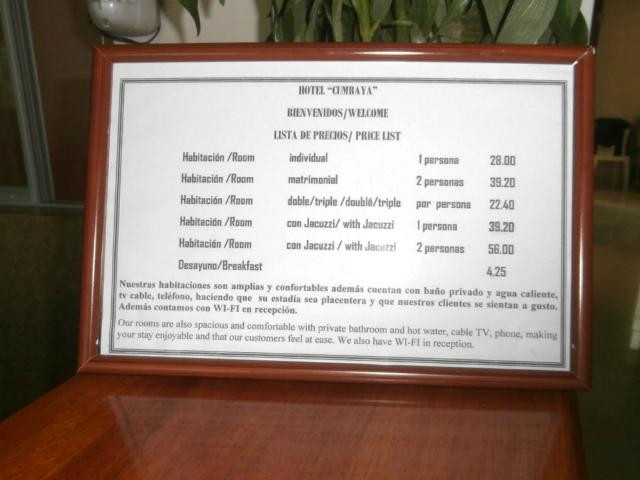 HOTEL "CUMBAYA"
BIENVENIDOS/WELCOME
LISTA DE PRECIOS/ PRICE LIST
Habitación /Room individual 1 persona 28.00
Habitación /Room matrimonial 2 personas 39.20
Habitación /Room doble/triple /doublé/triple por persona 22.40
Habitación /Room con Jacuzzi/ with Jacuzzi 1 persona 39.20
Habitación /Room con Jacuzzi / with Jacuzzi 2 personas 56.00
Desayuno/Breakfast 4.25
Nuestras habitaciones son amplias y confortables además cuentan con baño privado y agua caliente,
tv cable, teléfono, haciendo que su estadía sea placentera y que nuestros clientes se sientan a gusto.
Además contamos con WI-FI en recepción.
Our rooms are also spacious and comfortable with private bathroom and hot water, cable TV, phone, making
your stay enjoyable and that our customers feel at ease. We also have WI-FI in reception.